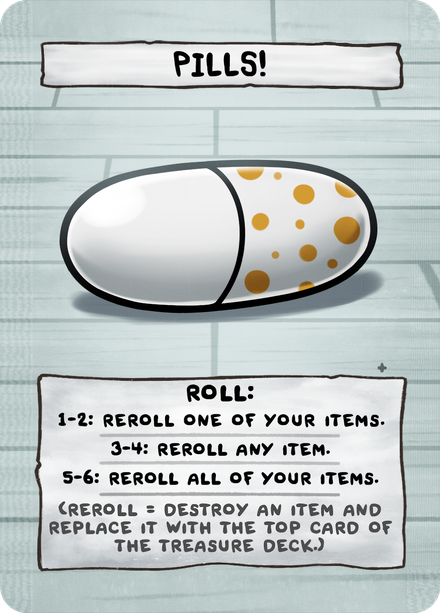 PILLS!
ROLL:
1-2: REROLL ONE OF YOUR ITEMS.
3-4: REROLL ANY ITEM.
5-6: REROLL ALL OF YOUR ITEMS.
(REROLL = DESTROY AN ITEM AND
REPLACE IT WITH THE TOP CARD OF
THE TREASURE DECK.)